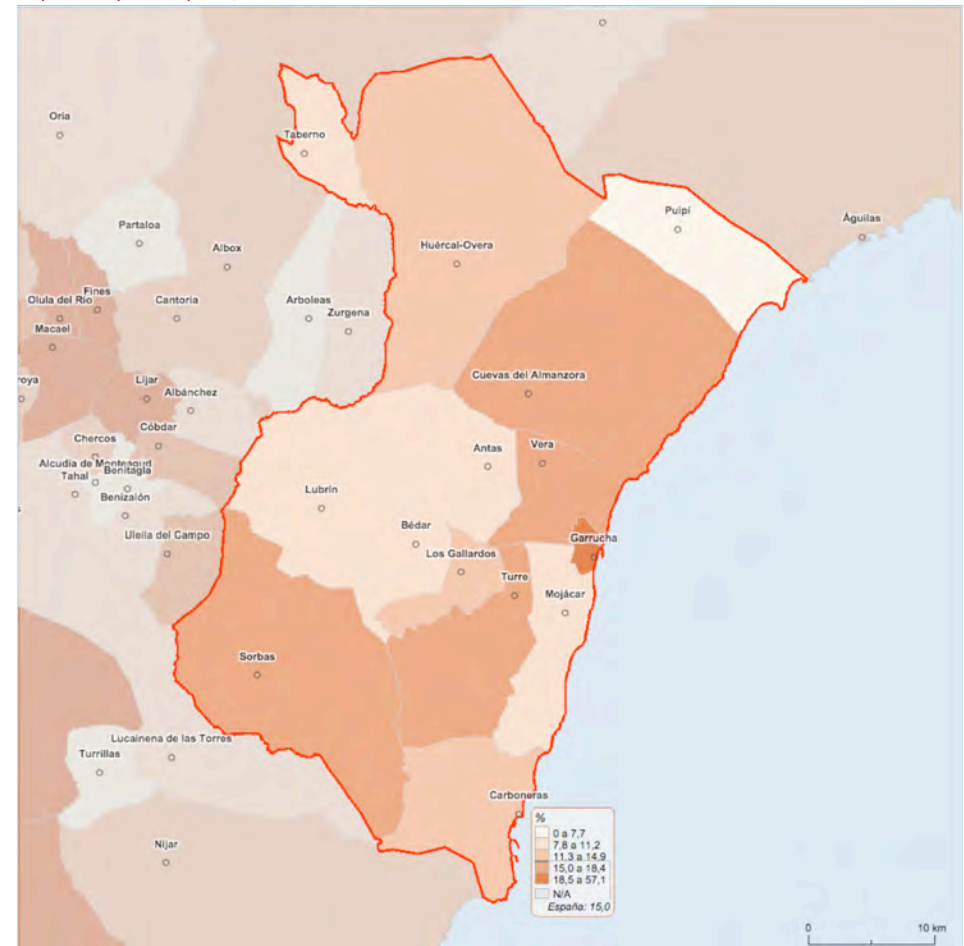 Oria
Taberno
Pulpí
Águilas
Partaloa
Albox
Huércal-Overa
Fines
Olula del Río
Cantoria
Arboleas
Zurgena
Macael
Cuevas del Almanzora
roya
Líjar
Albánchez
Cóbdar
Chercos
Antas
Vera
Alcudia de Monteagud
Benitagla
Tahal
Benizalón
Lubrín
Bédar
Uleila del Campo
Los Gallardos
Garrucha
Turre
Mojácar
Sorbas
Lucainena de las Torres
Turrillas
Carboneras
Níjar
%
0 a 7,7
7,8 a 11,2
11,3 a 14,9
15,0 a 18,4
18,5 a 57,1
N/A
España: 15,0
0 10 km